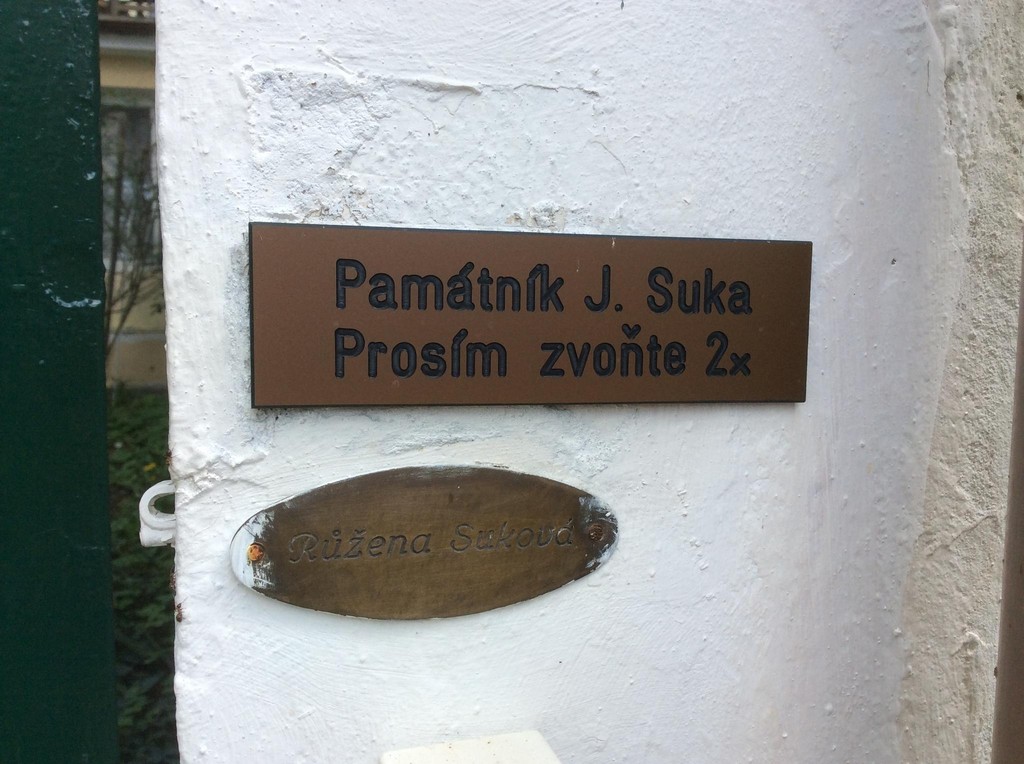 Památník J. Suka
Prosím zvoňte 2x
Růžena Suková